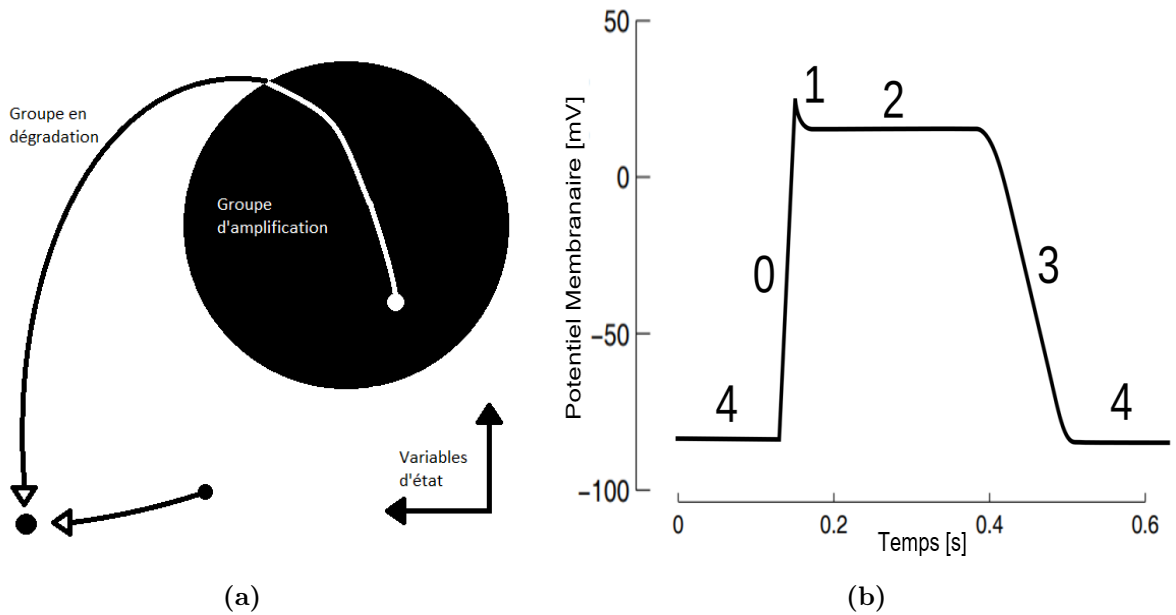 Groupe en
dégradation
Groupe
d'amplification
Variables
d'état
(a)
Potentiel Membranaire [mV]
50
0
−50
−100
4
0
1
2
3
4
0
0.2
0.4
0.6
Temps [s]
(b)